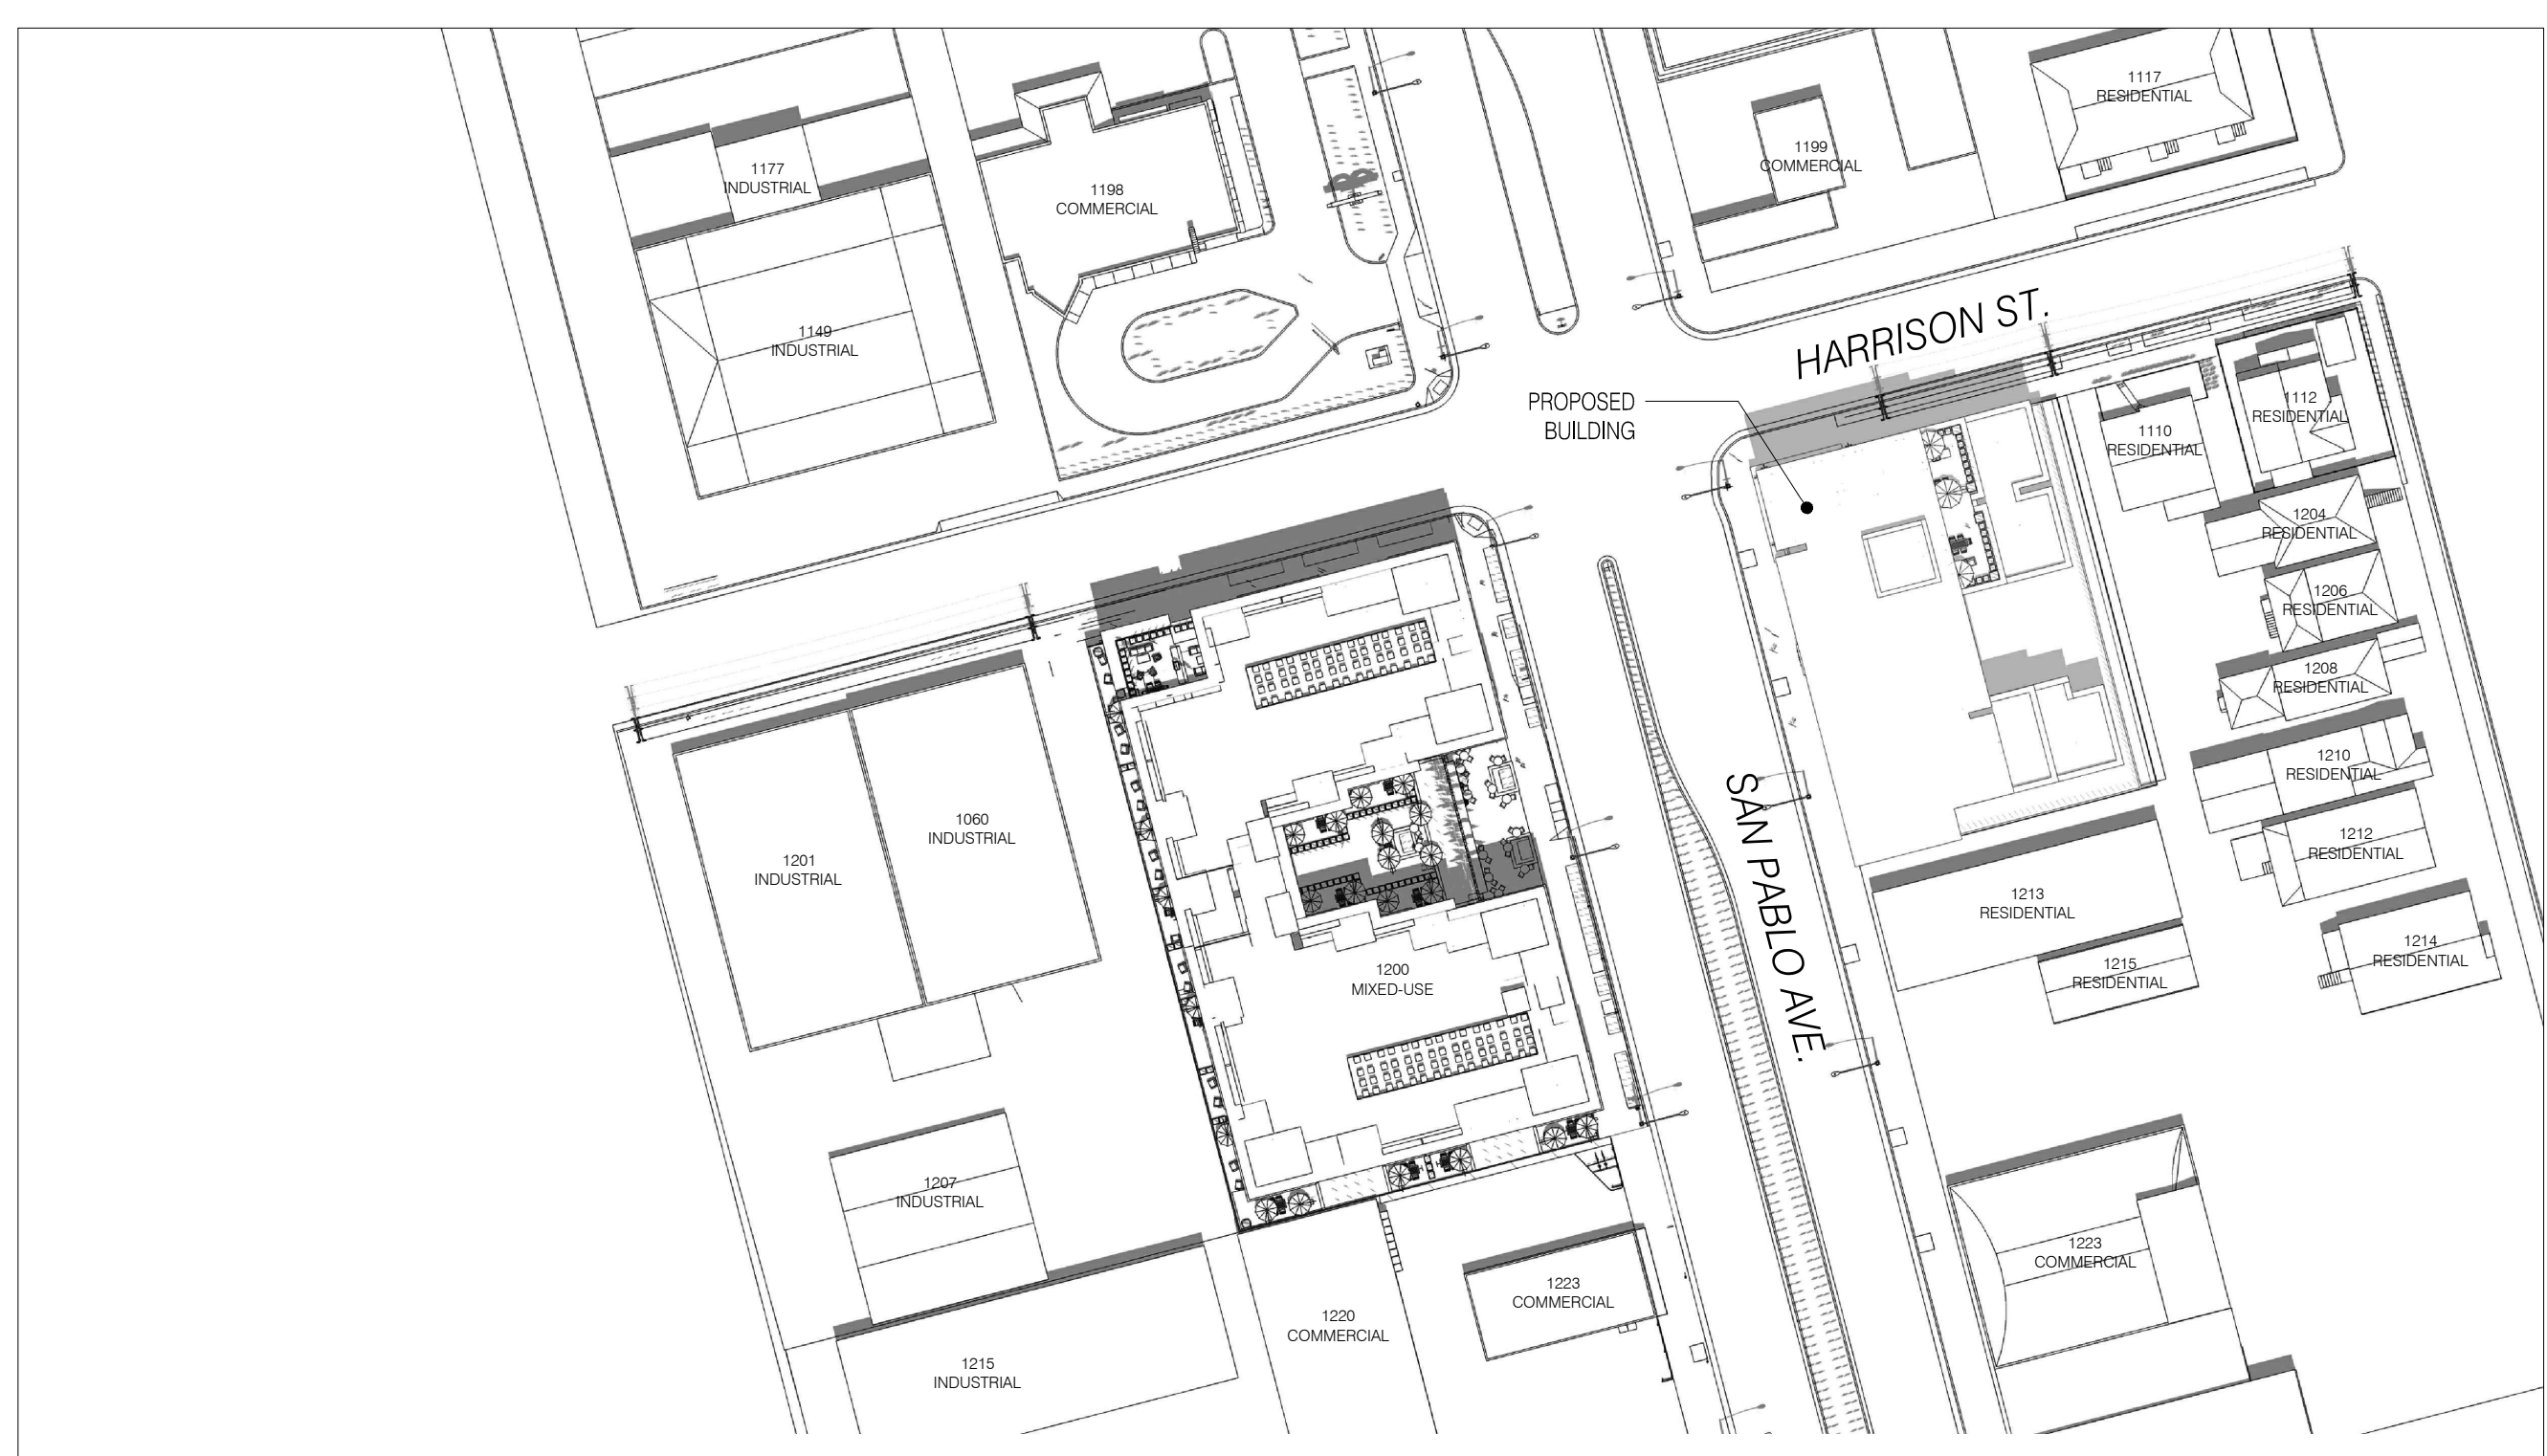 1117
RESIDENTIAL
1199
COMMERCIAL
1177
INDUSTRIAL
1198
COMMERCIAL
1149
INDUSTRIAL
HARRISON ST.
PROPOSED
BUILDING
1112
RESIDENTIAL
1110
RESIDENTIAL
1204
RESIDENTIAL
1206
RESIDENTIAL
1208
RESIDENTIAL
1210
RESIDENTIAL
1212
RESIDENTIAL
1060
INDUSTRIAL
1201
INDUSTRIAL
SAN PABLO AVE.
1213
RESIDENTIAL
1214
RESIDENTIAL
1215
RESIDENTIAL
1200
MIXED-USE
1207
INDUSTRIAL
1223
COMMERCIAL
1223
COMMERCIAL
1220
COMMERCIAL
1215
INDUSTRIAL